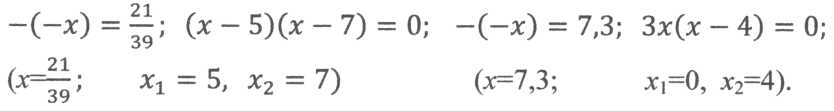 −(−x) = 21/39; (x − 5)(x − 7) = 0; −(−x) = 7,3; 3x(x − 4) = 0;
(x=21/39; x₁ = 5, x₂ = 7) (x=7,3; x₁=0, x₂=4).